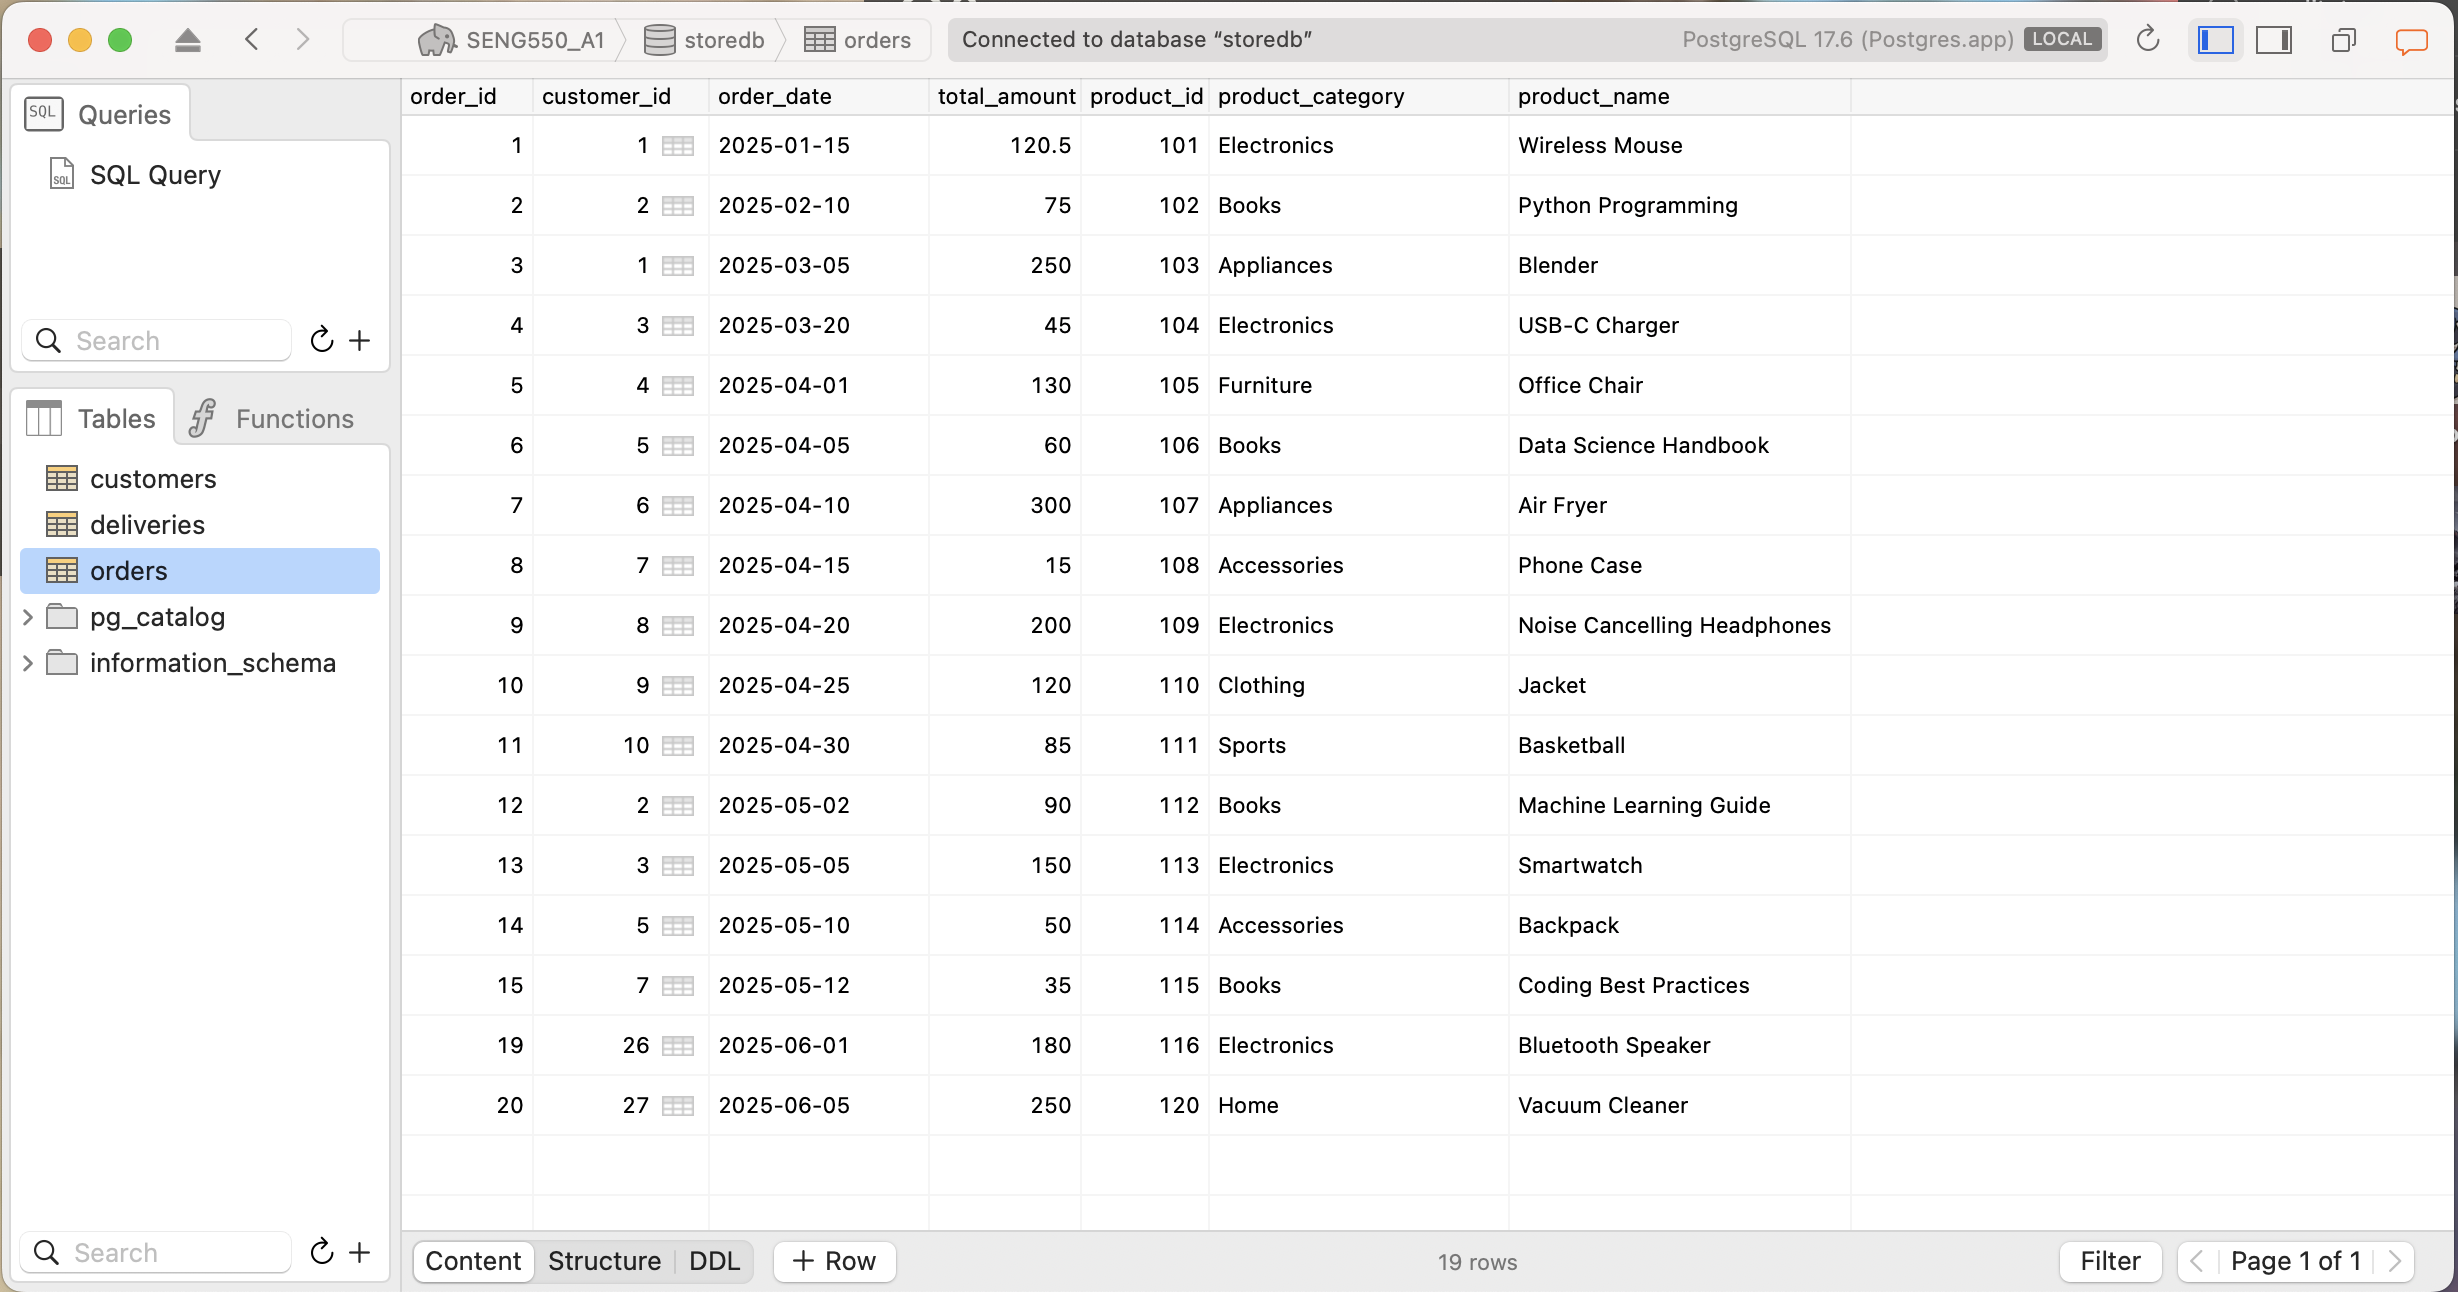 SENG550_A1 storedb orders Connected to database “storedb” PostgreSQL 17.6 (Postgres.app) LOCAL
SQL Queries
SQL SQL Query
Search
Tables Functions
customers
deliveries
orders
pg_catalog
information_schema
Search
order_id customer_id order_date total_amount product_id product_category product_name
1 1 2025-01-15 120.5 101 Electronics Wireless Mouse
2 2 2025-02-10 75 102 Books Python Programming
3 1 2025-03-05 250 103 Appliances Blender
4 3 2025-03-20 45 104 Electronics USB-C Charger
5 4 2025-04-01 130 105 Furniture Office Chair
6 5 2025-04-05 60 106 Books Data Science Handbook
7 6 2025-04-10 300 107 Appliances Air Fryer
8 7 2025-04-15 15 108 Accessories Phone Case
9 8 2025-04-20 200 109 Electronics Noise Cancelling Headphones
10 9 2025-04-25 120 110 Clothing Jacket
11 10 2025-04-30 85 111 Sports Basketball
12 2 2025-05-02 90 112 Books Machine Learning Guide
13 3 2025-05-05 150 113 Electronics Smartwatch
14 5 2025-05-10 50 114 Accessories Backpack
15 7 2025-05-12 35 115 Books Coding Best Practices
19 26 2025-06-01 180 116 Electronics Bluetooth Speaker
20 27 2025-06-05 250 120 Home Vacuum Cleaner
Content Structure DDL + Row 19 rows Filter Page 1 of 1